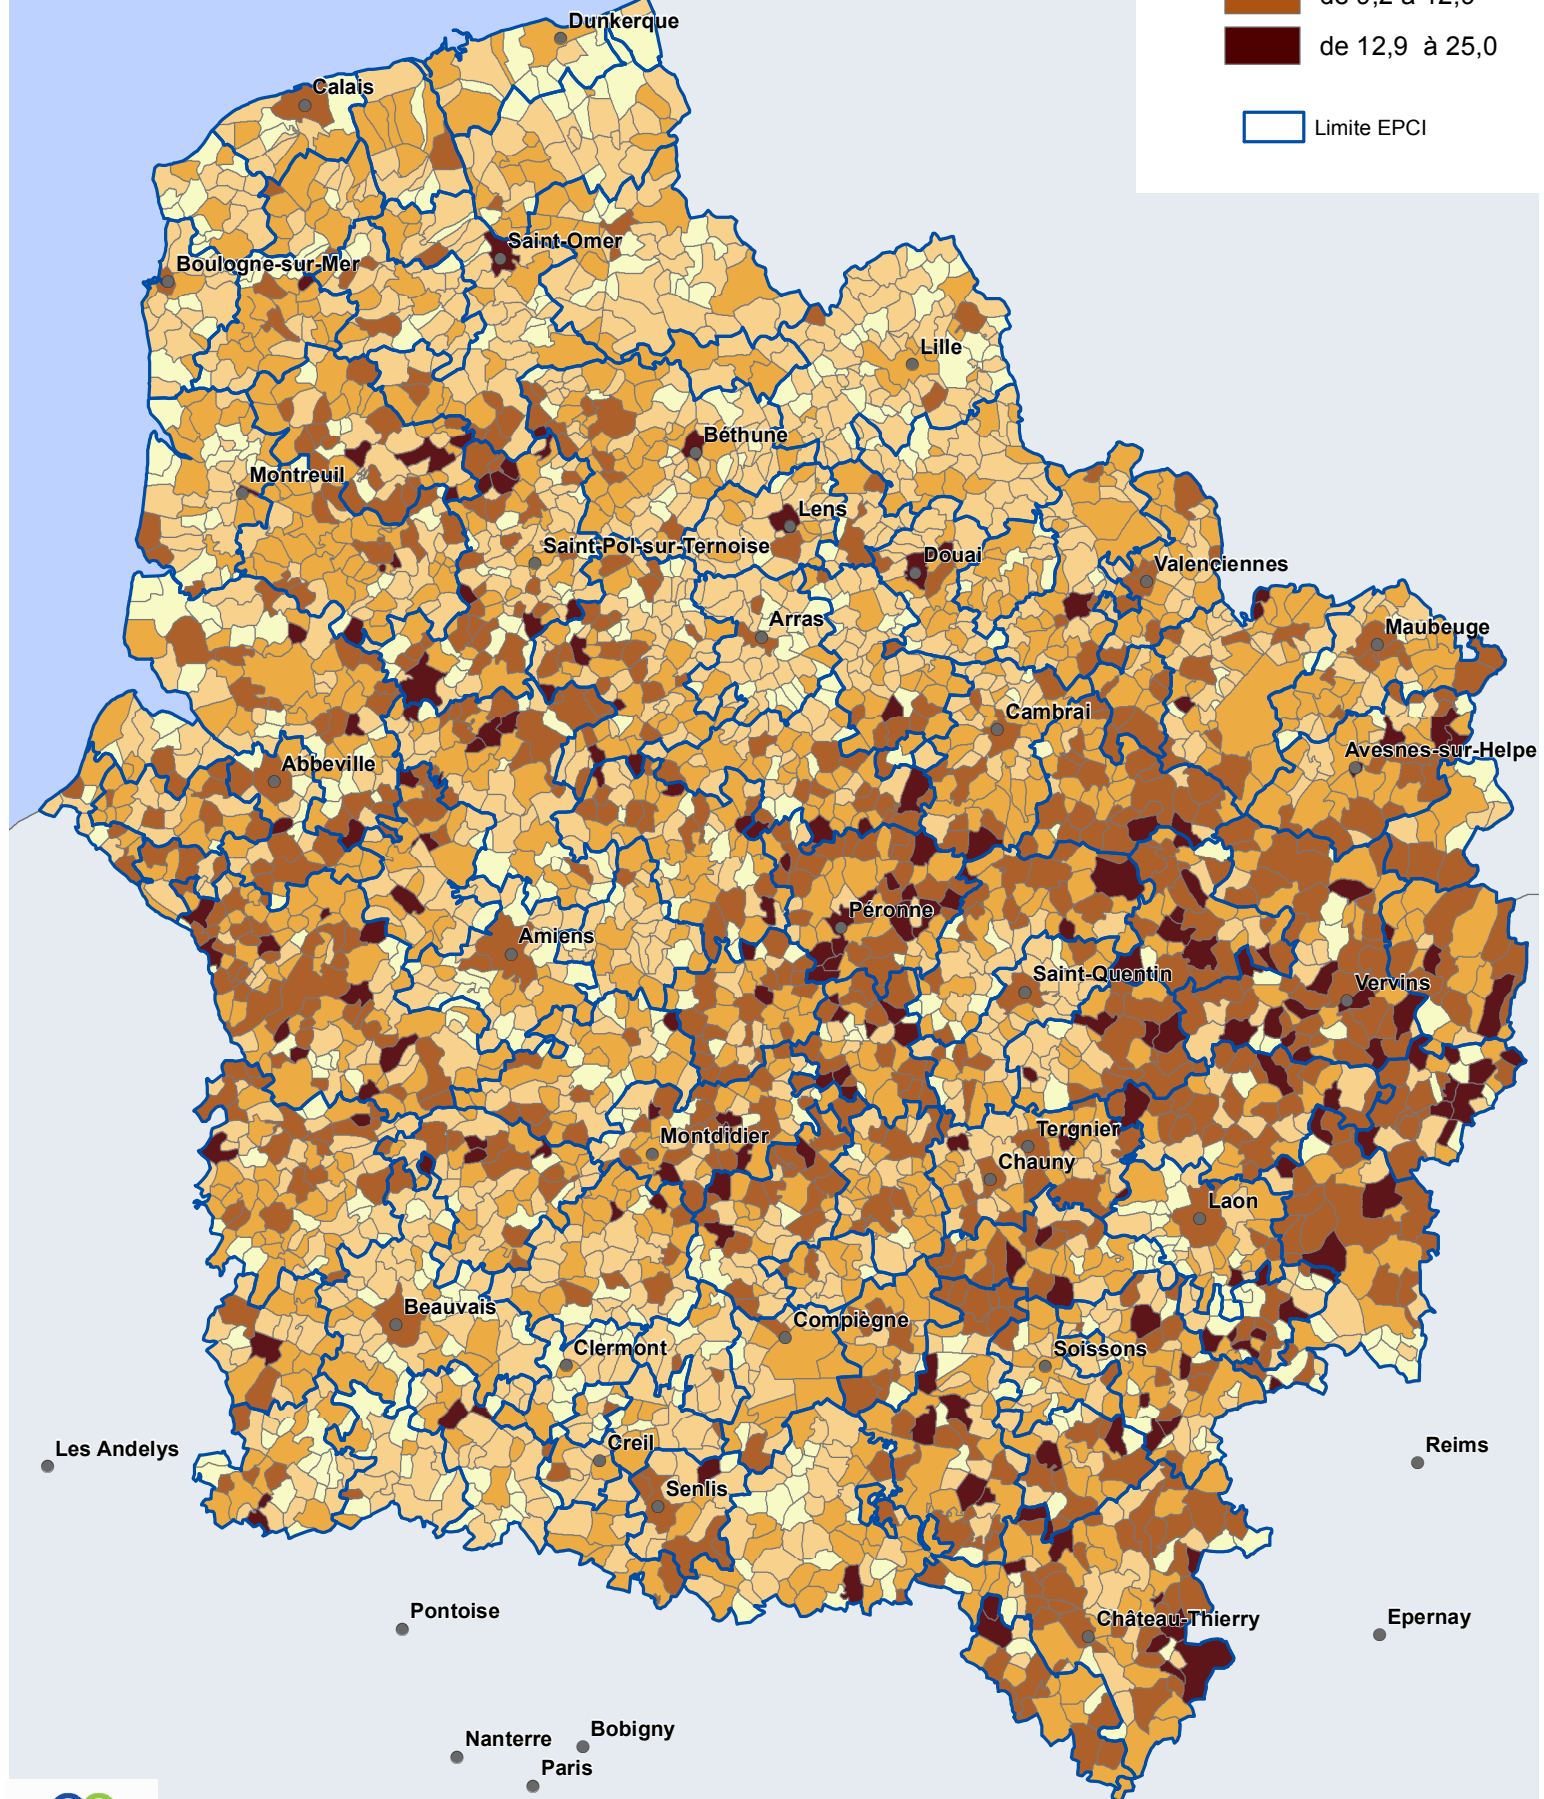 de 12,9 à 25,0
Limite EPCI
Dunkerque
Calais
Saint-Omer
Boulogne-sur-Mer
Lille
Béthune
Montreuil
Lens
Saint-Pol-sur-Ternoise
Douai
Valenciennes
Arras
Maubeuge
Cambrai
Avesnes-sur-Helpe
Abbeville
Péronne
Amiens
Saint-Quentin
Vervins
Tergnier
Montdidier
Chauny
Laon
Beauvais
Compiègne
Clermont
Soissons
Creil
Les Andelys
Reims
Senlis
Pontoise
Château-Thierry
Epernay
Nanterre
Bobigny
Paris